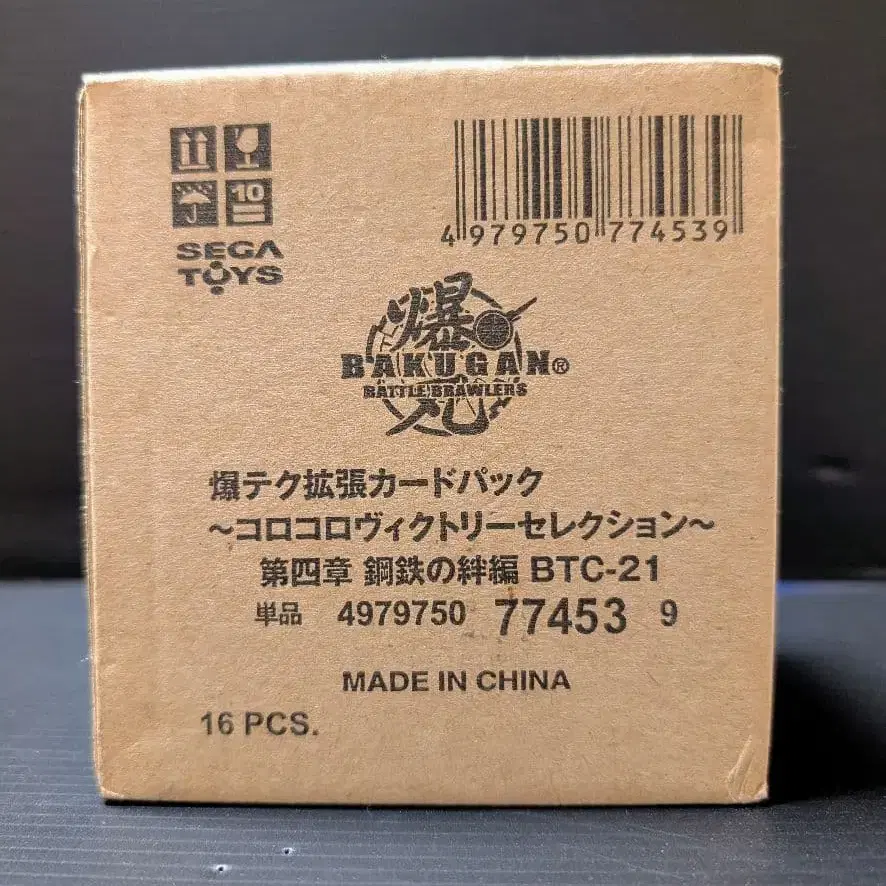 10
SEGA
TOYS
4 979750 774539
爆丸
BAKUGAN®
BATTLE BRAWLERS
爆テク拡張カードパック
~コロコロヴィクトリーセレクション~
第四章 鋼鉄の絆編 BTC-21
単品 4979750 77453 9
MADE IN CHINA
16 PCS.